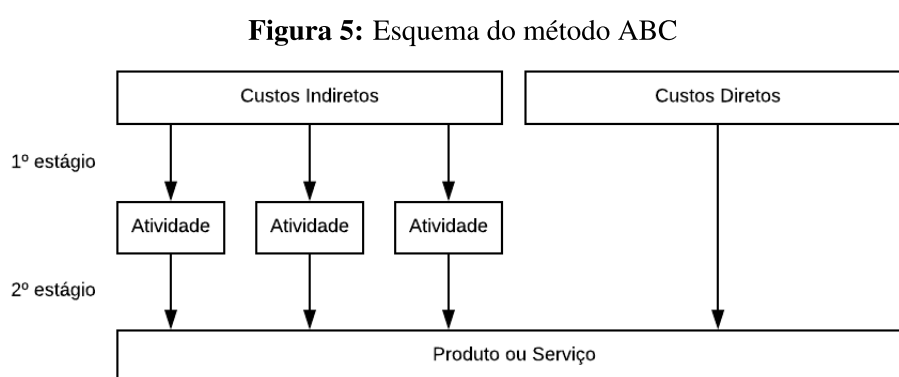 Figura 5: Esquema do método ABC
Custos Indiretos
Custos Diretos
1º estágio
Atividade
Atividade
Atividade
2º estágio
Produto ou Serviço